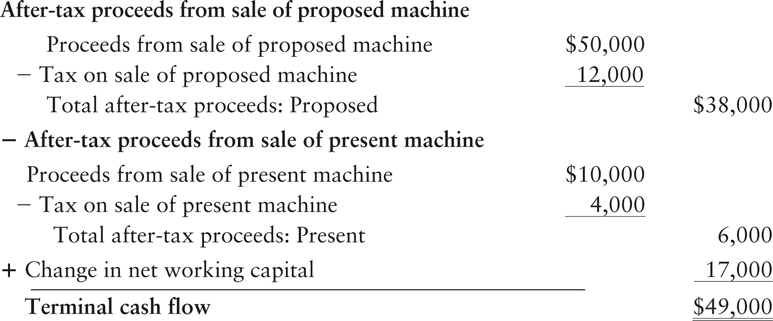 After-tax proceeds from sale of proposed machine
Proceeds from sale of proposed machine $50,000
− Tax on sale of proposed machine 12,000
Total after-tax proceeds: Proposed $38,000
− After-tax proceeds from sale of present machine
Proceeds from sale of present machine $10,000
− Tax on sale of present machine 4,000
Total after-tax proceeds: Present 6,000
+ Change in net working capital 17,000
Terminal cash flow $49,000